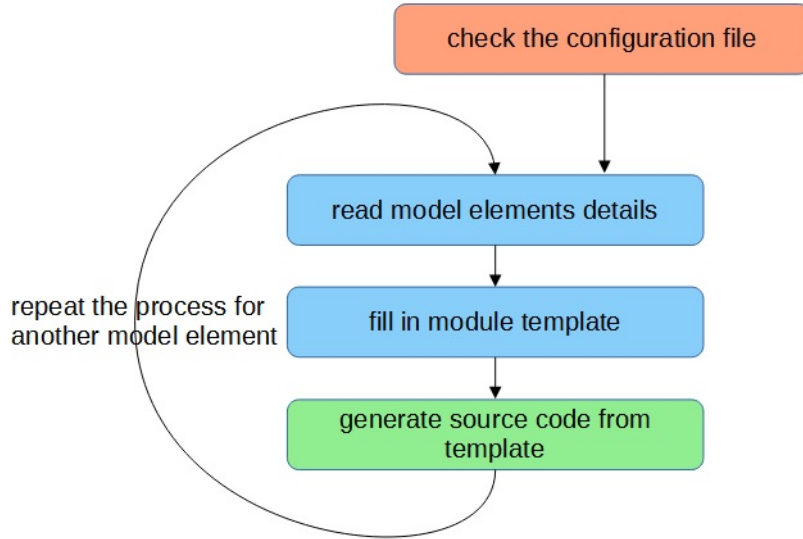 check the configuration file
read model elements details
repeat the process for
another model element
fill in module template
generate source code from
template